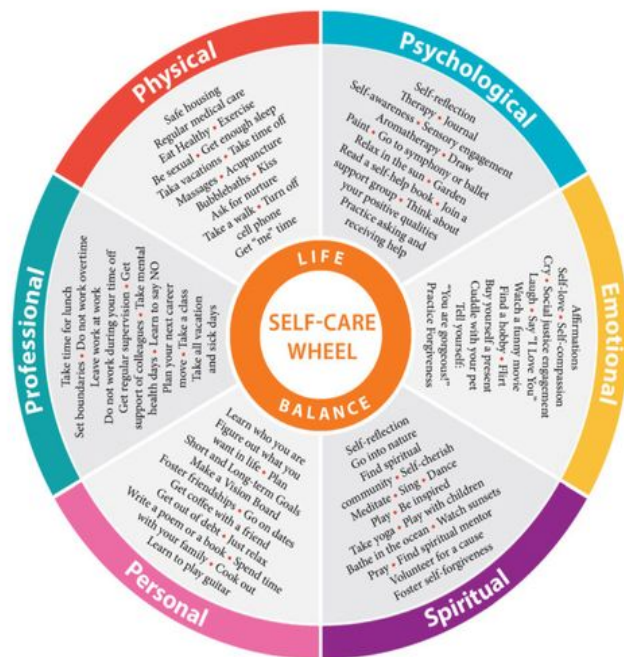 Physical
Safe housing
Regular medical care
Eat Healthy • Exercise
Be sexual • Get enough sleep
Taka vacations • Take time off
Massages • Acupuncture
Bubblebaths • Kiss
Ask for nurture
Take a walk • Turn off
cell phone
Get "me" time
Psychological
Self-reflection
Therapy • Journal
Self-awareness • Sensory engagement
Aromatherapy • Draw
Paint • Go to symphony or ballet
Relax in the sun • Garden
Read a self-help book • Join a
support group • Think about
your positive qualities
Practice asking and
receiving help
Emotional
Affirmations
Self-love • Self-compassion
Cry • Social justice engagement
Laugh • Say "I Love You"
Watch a funny movie
Find a hobby • Flirt
Buy yourself a present
Cuddle with your pet
Tell yourself:
"You are gorgeous!"
Practice Forgiveness
Spiritual
Self-reflection
Go into nature
Find spiritual
community • Self-cherish
Meditate • Sing • Dance
Play • Be inspired
Take yoga • Play with children
Bathe in the ocean • Watch sunsets
Pray • Find spiritual mentor
Volunteer for a cause
Foster self-forgiveness
Personal
Learn who you are
Figure out what you
want in life • Plan
Short and Long-term Goals
Make a Vision Board
Foster friendships • Go on dates
Get coffee with a friend
Get out of debt • Just relax
Write a poem or a book • Spend time
with your family • Cook out
Learn to play guitar
Professional
Take time for lunch
Set boundaries • Do not work overtime
Leave work at work
Do not work during your time off
Get regular supervision • Get
support of colleagues • Take mental
health days • Learn to say NO
Plan your next career
move • Take a class
Take all vacation
and sick days
LIFE
SELF-CARE
WHEEL
BALANCE